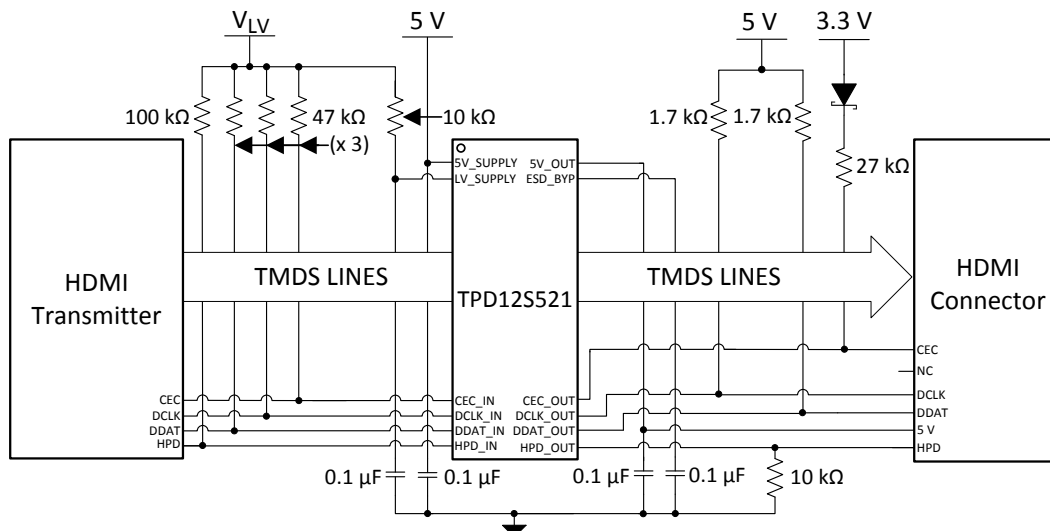 VLV
5 V
5 V
3.3 V
100 kΩ
47 kΩ
(x 3)
10 kΩ
1.7 kΩ
1.7 kΩ
27 kΩ
5V_SUPPLY
LV_SUPPLY
5V_OUT
ESD_BYP
HDMI
Transmitter
TMDS LINES
TPD12S521
TMDS LINES
HDMI
Connector
CEC
DCLK
DDAT
HPD
CEC_IN
DCLK_IN
DDAT_IN
HPD_IN
CEC_OUT
DCLK_OUT
DDAT_OUT
HPD_OUT
CEC
NC
DCLK
DDAT
5 V
HPD
0.1 µF
0.1 µF
0.1 µF
0.1 µF
10 kΩ